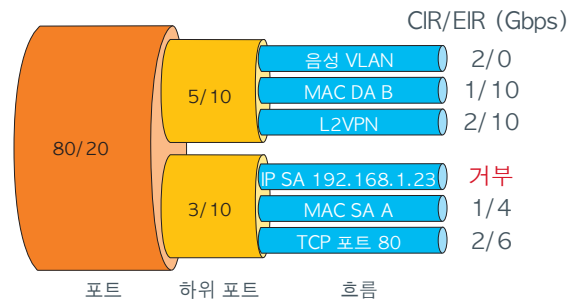 CIR/EIR (Gbps)
음성 VLAN 2/0
5/10 MAC DA B 1/10
L2VPN 2/10
80/20
IP SA 192.168.1.23 거부
3/10 MAC SA A 1/4
TCP 포트 80 2/6
포트 하위 포트 흐름